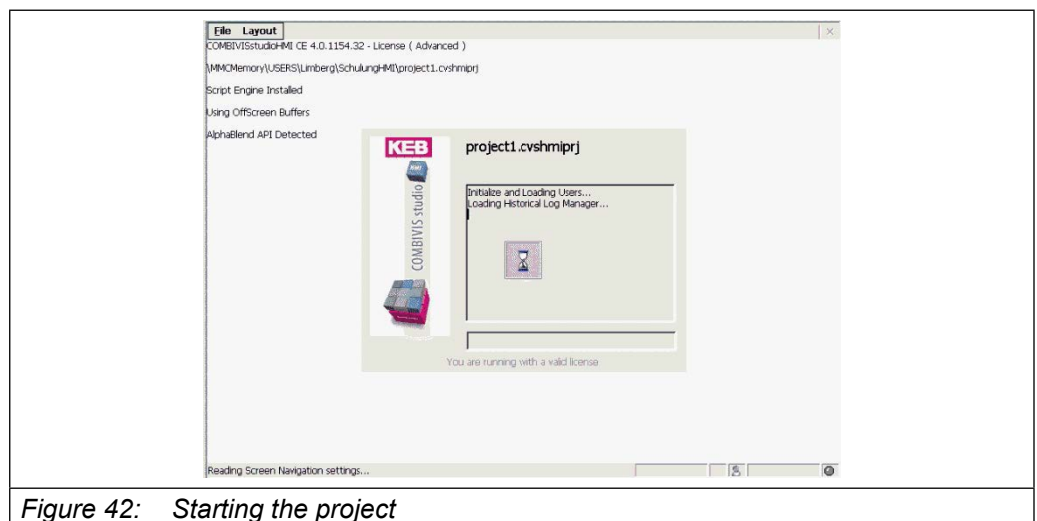 File Layout
COMBIVISstudioHMI CE 4.0.1154.32 - License ( Advanced )
\MMCMemory\USERS\Limberg\SchulungHMI\project1.cvshmiprj
Script Engine Installed
Using OffScreen Buffers
AlphaBlend API Detected
KEB
project1.cvshmiprj
HMI
COMBIVIS studio
Initialize and Loading Users...
Loading Historical Log Manager...
You are running with a valid license
Reading Screen Navigation settings...
Figure 42: Starting the project